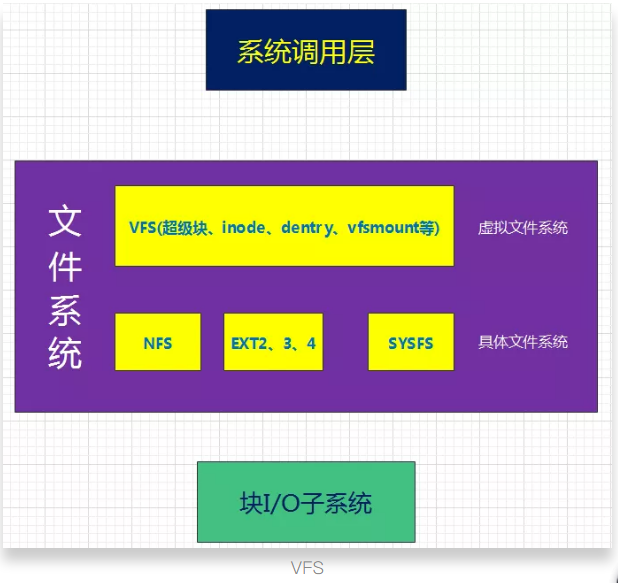 系统调用层
文件系统
VFS(超级块、inode、dentry、vfsmount等)
虚拟文件系统
NFS
EXT2、3、4
SYSFS
具体文件系统
块I/O子系统
VFS